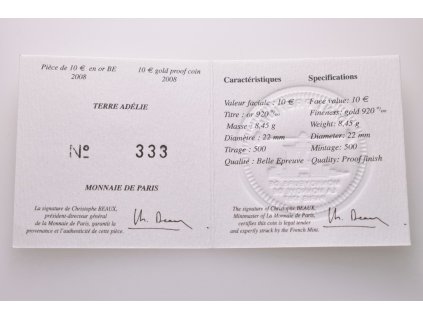 Pièce de 10 € en or BE
2008
10 € gold proof coin
2008
TERRE ADÉLIE
N° 333
MONNAIE DE PARIS
La signature de Christophe BEAUX,
président-directeur général
de la Monnaie de Paris, garantit la
provenance et l'authenticité de cette pièce.
Caractéristiques
Valeur faciale : 10 €
Titre : or 920 °/oo
Masse : 8,45 g
Diamètre : 22 mm
Tirage : 500
Qualité : Belle Epreuve
Specifications
Face value: 10 €
Fineness: gold 920 °/oo
Weight: 8,45 g
Diameter: 22 mm
Mintage: 500
Quality: Proof finish
The signature of Christophe BEAUX,
Mintmaster of La Monnaie de Paris,
certifies this coin is legal tender
and expertly struck by the French Mint.